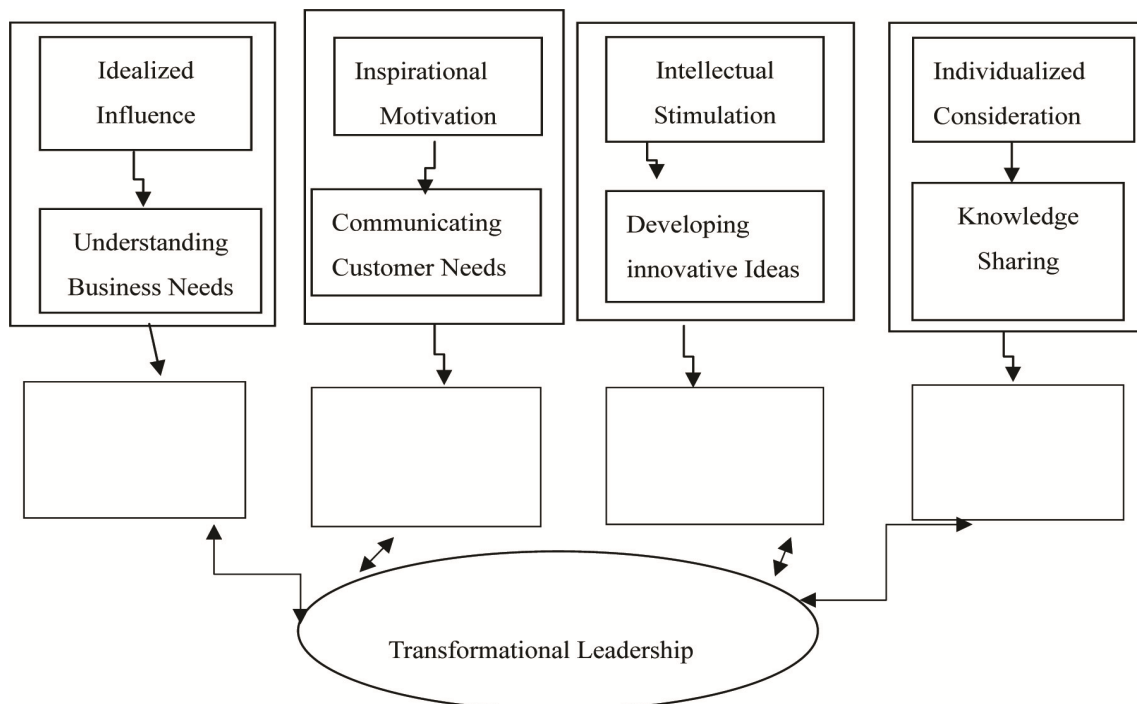 Idealized
Influence
Inspirational
Motivation
Intellectual
Stimulation
Individualized
Consideration
Understanding
Business Needs
Communicating
Customer Needs
Developing
innovative Ideas
Knowledge
Sharing
Transformational Leadership